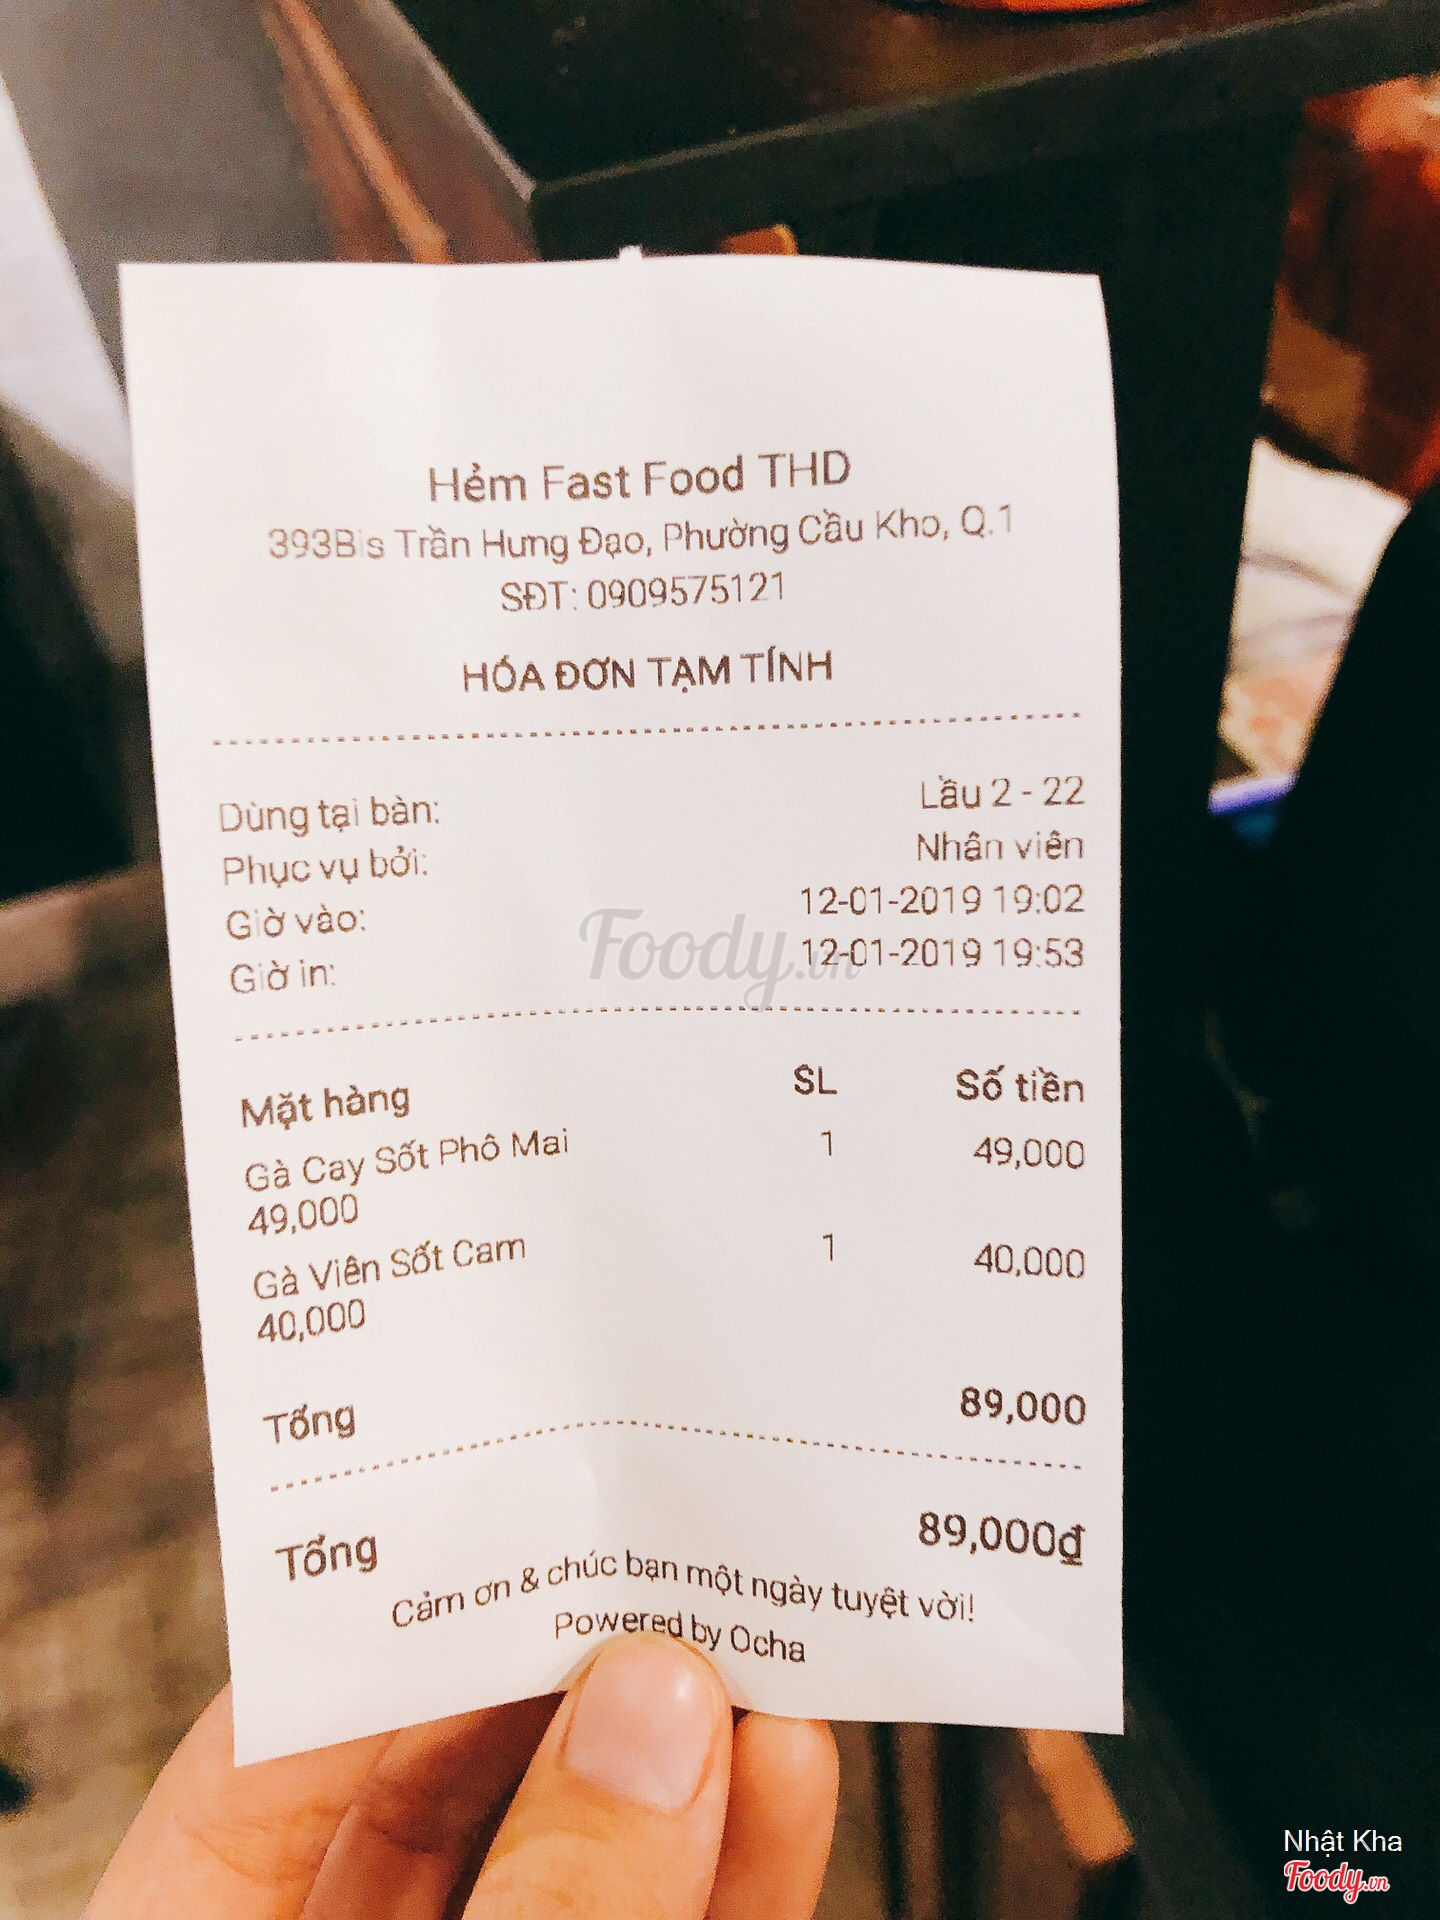 Hẻm Fast Food THD
393Bis Trần Hưng Đạo, Phường Cầu Kho, Q.1
SĐT: 0909575121
HÓA ĐƠN TẠM TÍNH
Dùng tại bàn: Lầu 2 - 22
Phục vụ bởi: Nhân viên
Giờ vào: 12-01-2019 19:02
Giờ in: 12-01-2019 19:53
Foody.vn
Mặt hàng SL Số tiền
Gà Cay Sốt Phô Mai 1 49,000
49,000
Gà Viên Sốt Cam 1 40,000
40,000
Tổng 89,000
Tổng 89,000₫
Cảm ơn & chúc bạn một ngày tuyệt vời!
Powered by Ocha
Nhật Kha
Foody.vn